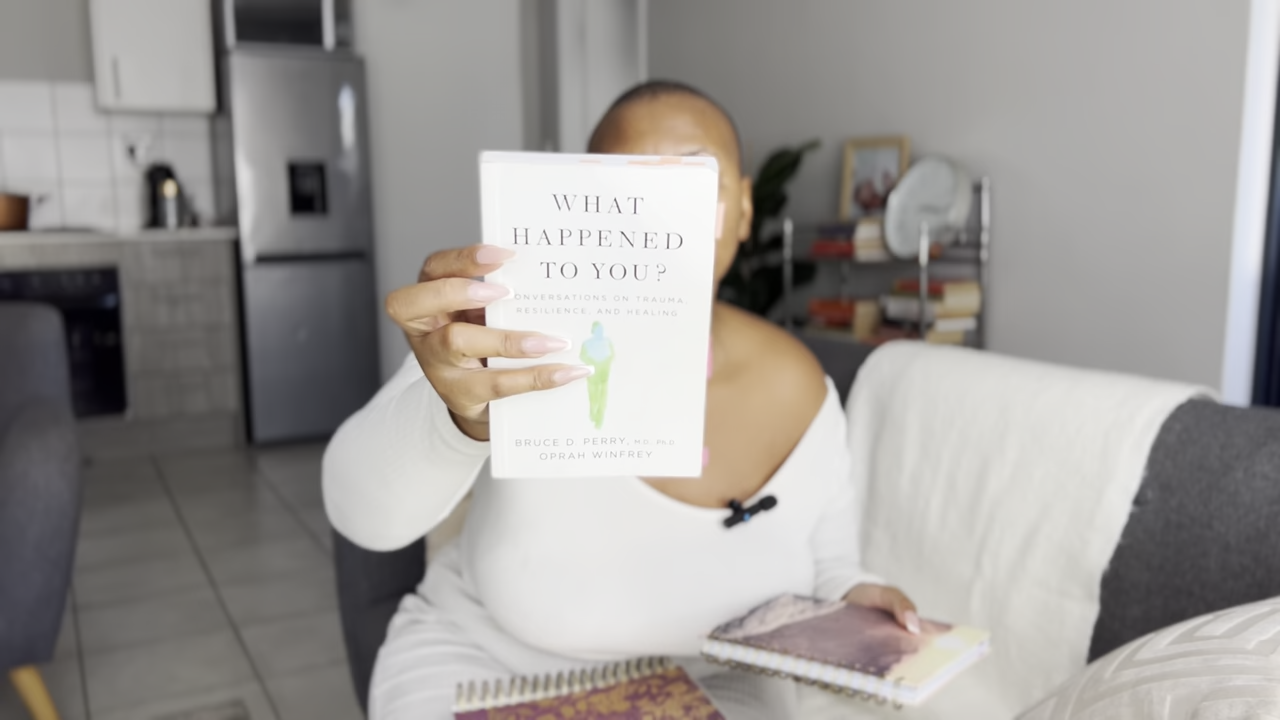 WHAT
HAPPENED
TO YOU?
CONVERSATIONS ON TRAUMA,
RESILIENCE, AND HEALING
BRUCE D. PERRY, M.D., Ph.D.
OPRAH WINFREY